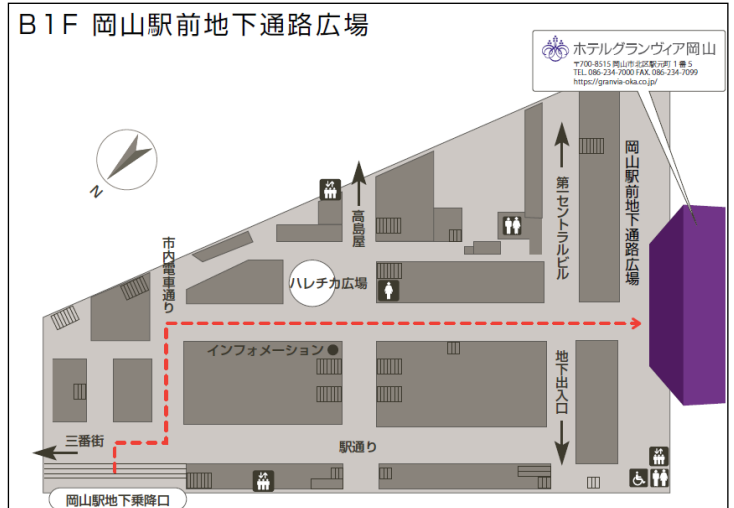 B1F 岡山駅前地下通路広場
ホテルグランヴィア岡山
〒700-8515 岡山市北区駅元町1番5
TEL. 086-234-7000 FAX. 086-234-7099
https://granvia-oka.co.jp/
N
市内電車通り
高島屋
第一セントラルビル
岡山駅前地下通路広場
ハレチカ広場
インフォメーション
地下出入口
三番街
駅通り
岡山駅地下乗降口